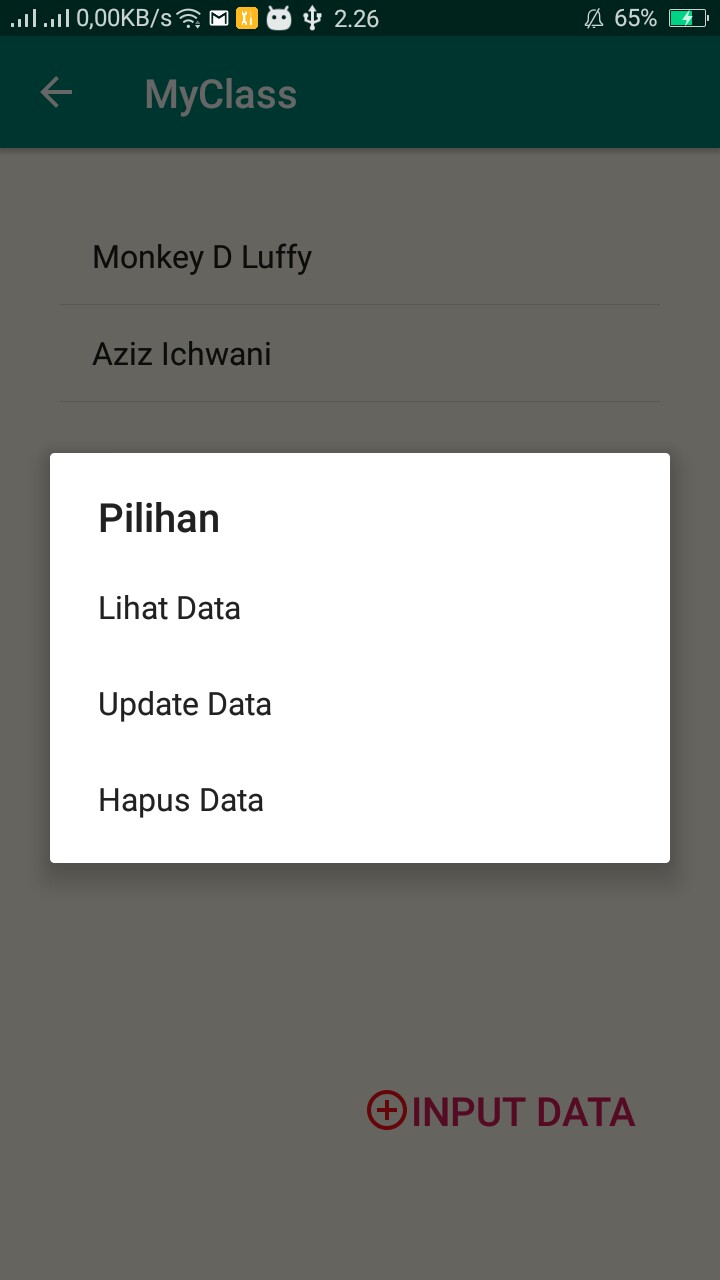 0,00KB/s 2.26 65%
MyClass
Monkey D Luffy
Aziz Ichwani
Pilihan
Lihat Data
Update Data
Hapus Data
INPUT DATA